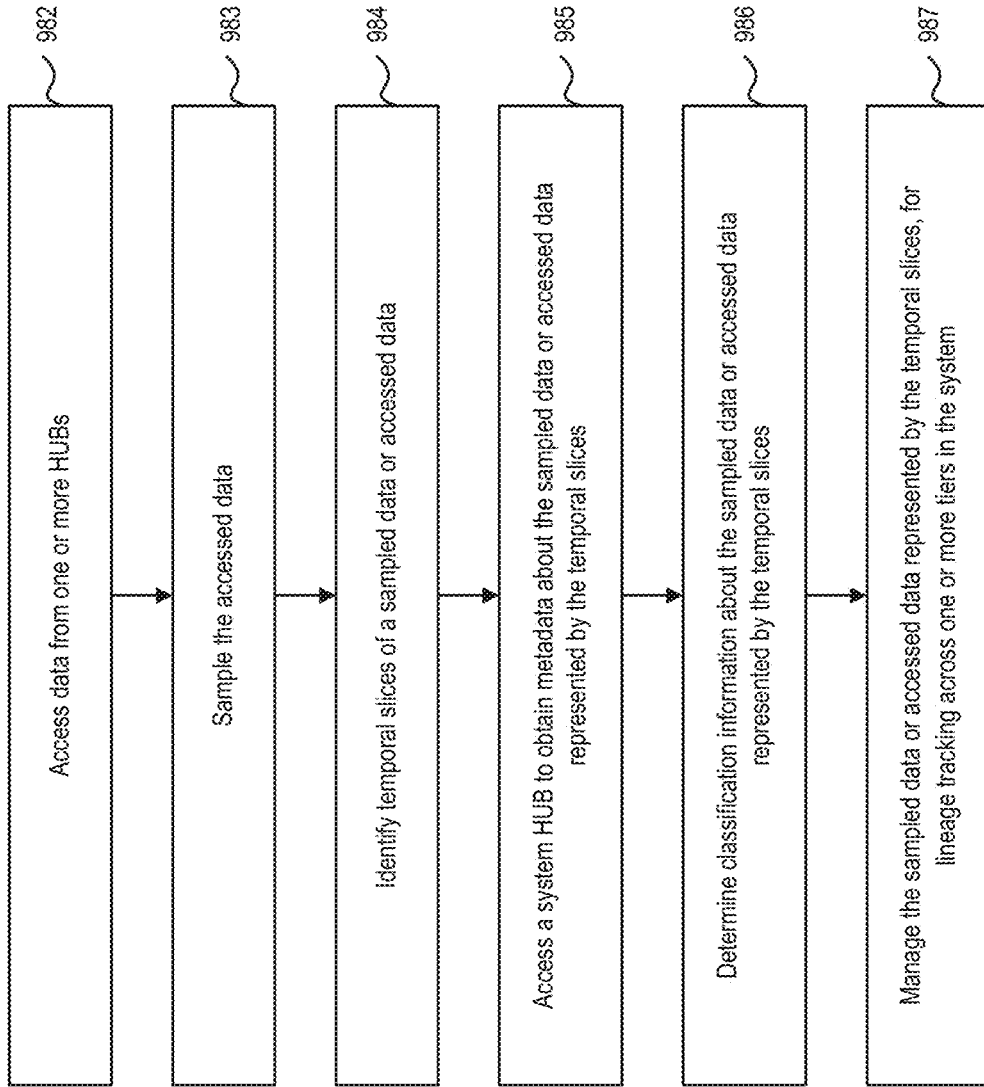 Access data from one or more HUBs
982
Sample the accessed data
983
Identify temporal slices of a sampled data or accessed data
984
Access a system HUB to obtain metadata about the sampled data or accessed data
represented by the temporal slices
985
Determine classification information about the sampled data or accessed data
represented by the temporal slices
986
Manage the sampled data or accessed data represented by the temporal slices, for
lineage tracking across one or more tiers in the system
987